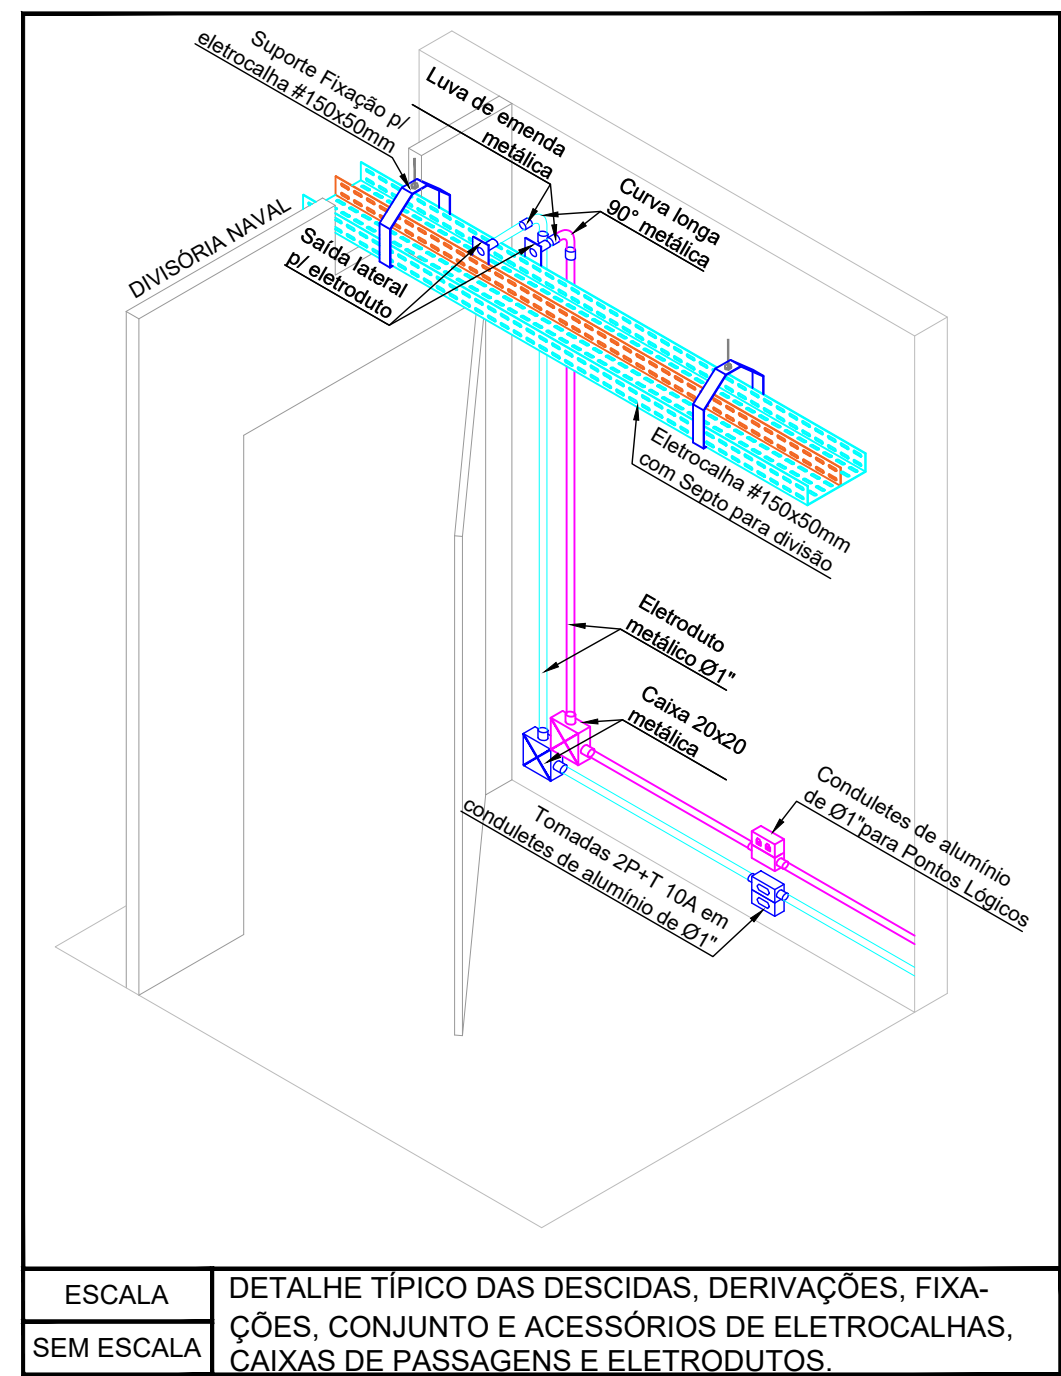 Suporte Fixação p/
eletrocalha #150x50mm
Luva de emenda
metálica
Curva longa
90° metálica
DIVISÓRIA NAVAL
Saída lateral
p/ eletroduto
Eletrocalha #150x50mm
com Septo para divisão
Eletroduto
metálico Ø1"
Caixa 20x20
metálica
Conduletes de alumínio
de Ø1"para Pontos Lógicos
Tomadas 2P+T 10A em
conduletes de alumínio de Ø1"
ESCALA
SEM ESCALA
DETALHE TÍPICO DAS DESCIDAS, DERIVAÇÕES, FIXA-
ÇÕES, CONJUNTO E ACESSÓRIOS DE ELETROCALHAS,
CAIXAS DE PASSAGENS E ELETRODUTOS.